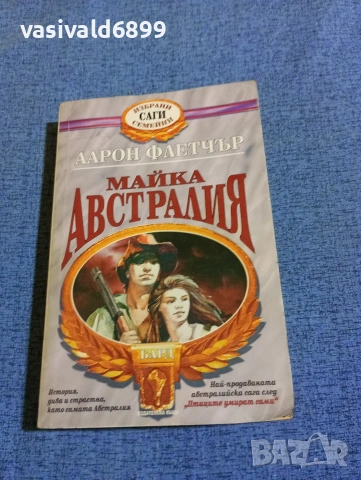 vasivald6899
ИЗБРАНИ
САГИ
СЕМЕЙНИ
ААРОН ФЛЕТЧЪР
МАЙКА
АВСТРАЛИЯ
БАРД
История,
дива и страстна,
като самата Австралия
Най-продаваната
австралийска сага след
„Птиците умират сами“
BAZAR